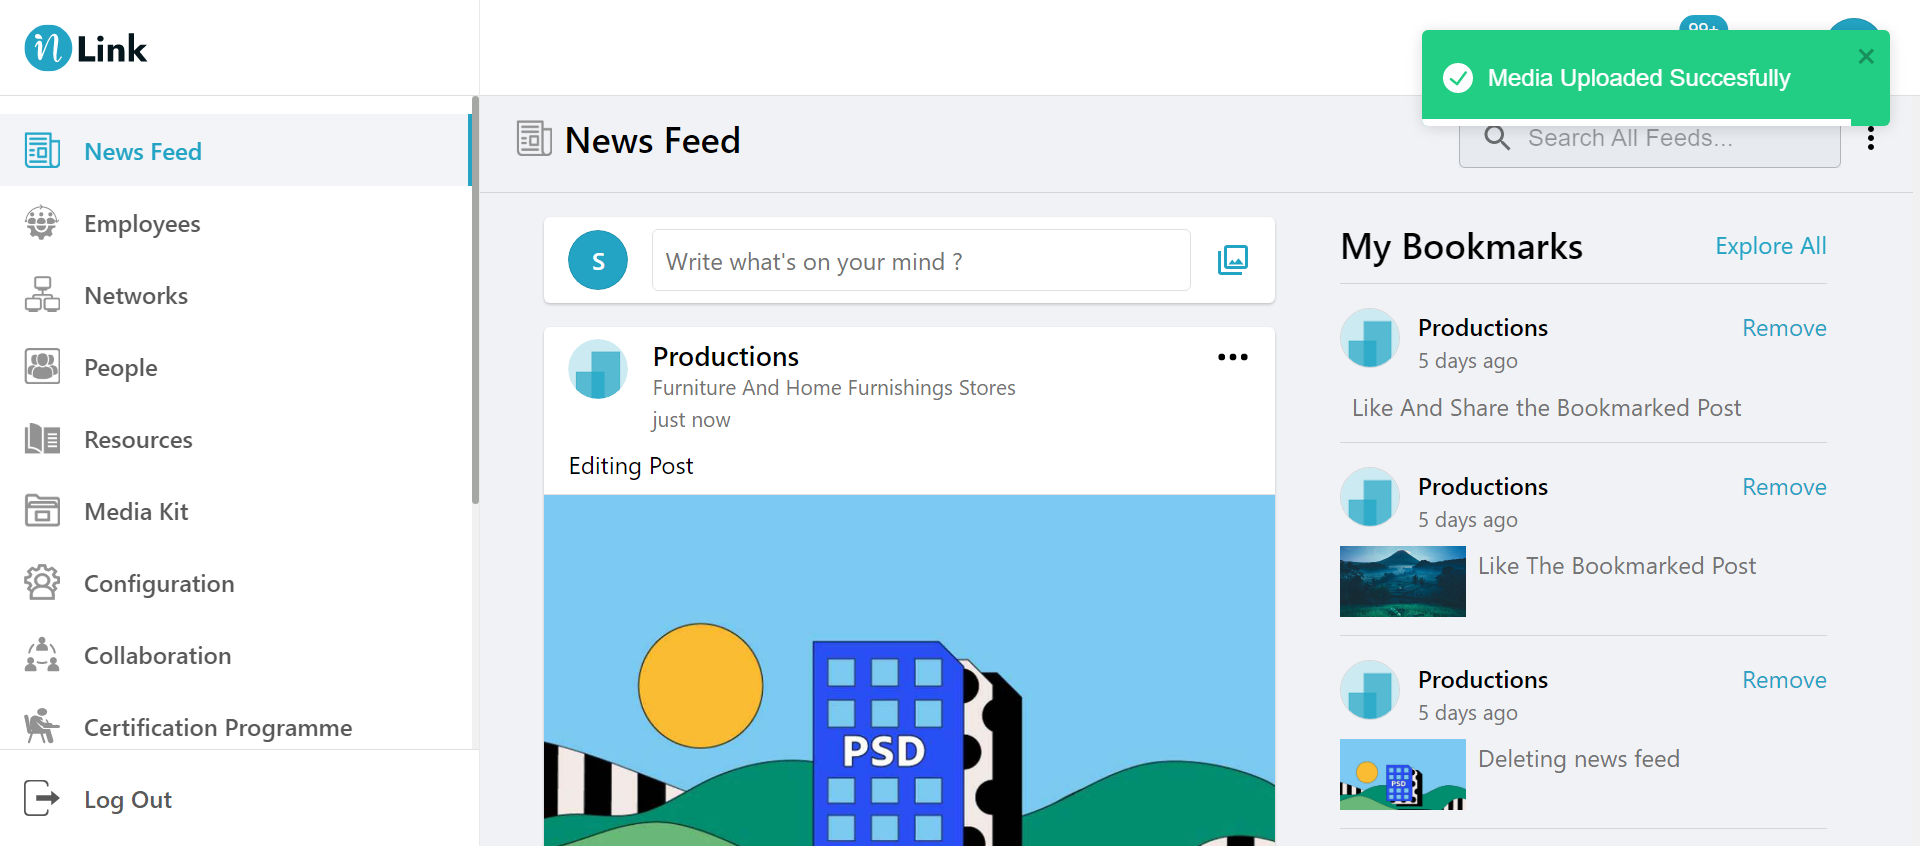 n Link
99+
Media Uploaded Succesfully
News Feed
Employees
Networks
People
Resources
Media Kit
Configuration
Collaboration
Certification Programme
Log Out
News Feed
Search All Feeds...
S
Write what's on your mind ?
Productions
Furniture And Home Furnishings Stores
just now
Editing Post
PSD
My Bookmarks
Explore All
Productions
Remove
5 days ago
Like And Share the Bookmarked Post
Productions
Remove
5 days ago
Like The Bookmarked Post
Productions
Remove
5 days ago
PSD
Deleting news feed